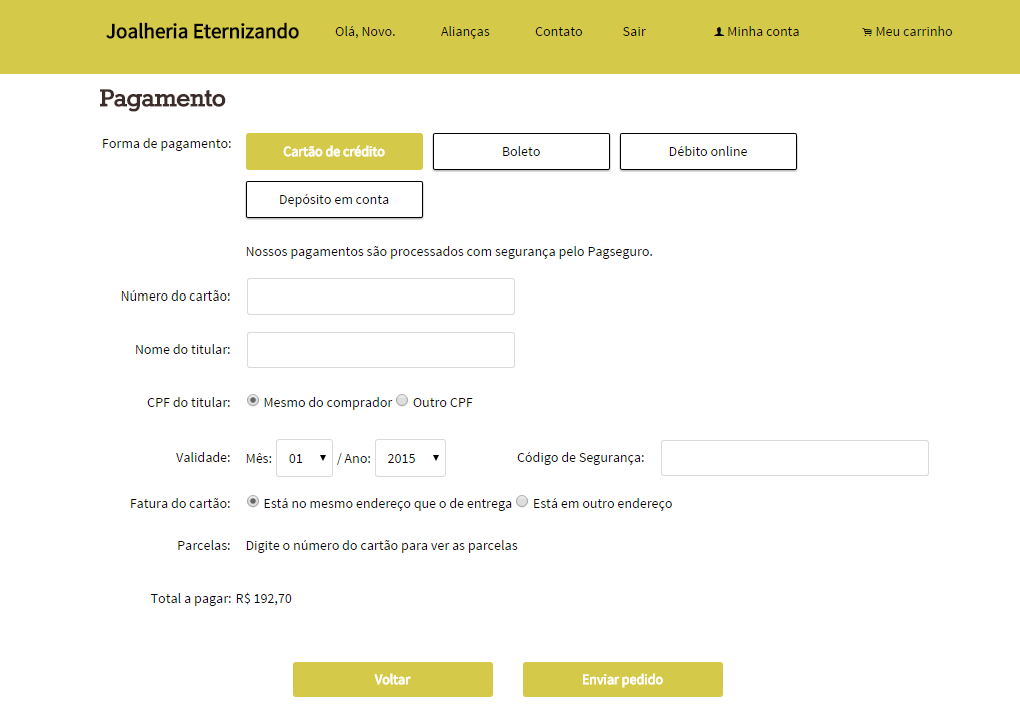 Joalheria Eternizando Olá, Novo. Alianças Contato Sair Minha conta Meu carrinho
Pagamento
Forma de pagamento: Cartão de crédito Boleto Débito online
Depósito em conta
Nossos pagamentos são processados com segurança pelo Pagseguro.
Número do cartão:
Nome do titular:
CPF do titular: Mesmo do comprador Outro CPF
Validade: Mês: 01 / Ano: 2015 Código de Segurança:
Fatura do cartão: Está no mesmo endereço que o de entrega Está em outro endereço
Parcelas: Digite o número do cartão para ver as parcelas
Total a pagar: R$ 192,70
Voltar Enviar pedido